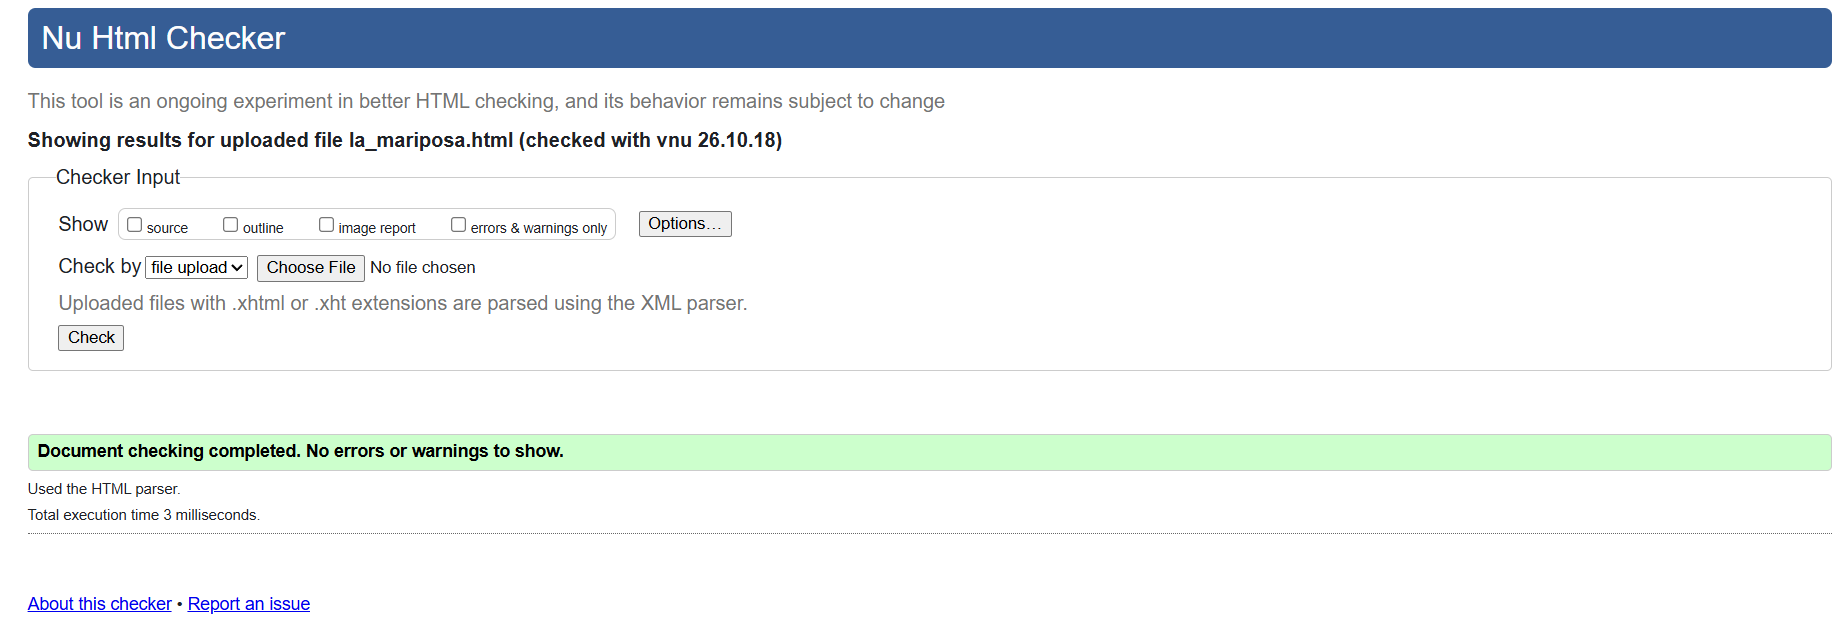 Nu Html Checker
This tool is an ongoing experiment in better HTML checking, and its behavior remains subject to change
Showing results for uploaded file la_mariposa.html (checked with vnu 26.10.18)
Checker Input
Show source outline image report errors & warnings only Options…
Check by file upload Choose File No file chosen
Uploaded files with .xhtml or .xht extensions are parsed using the XML parser.
Check
Document checking completed. No errors or warnings to show.
Used the HTML parser.
Total execution time 3 milliseconds.
About this checker • Report an issue